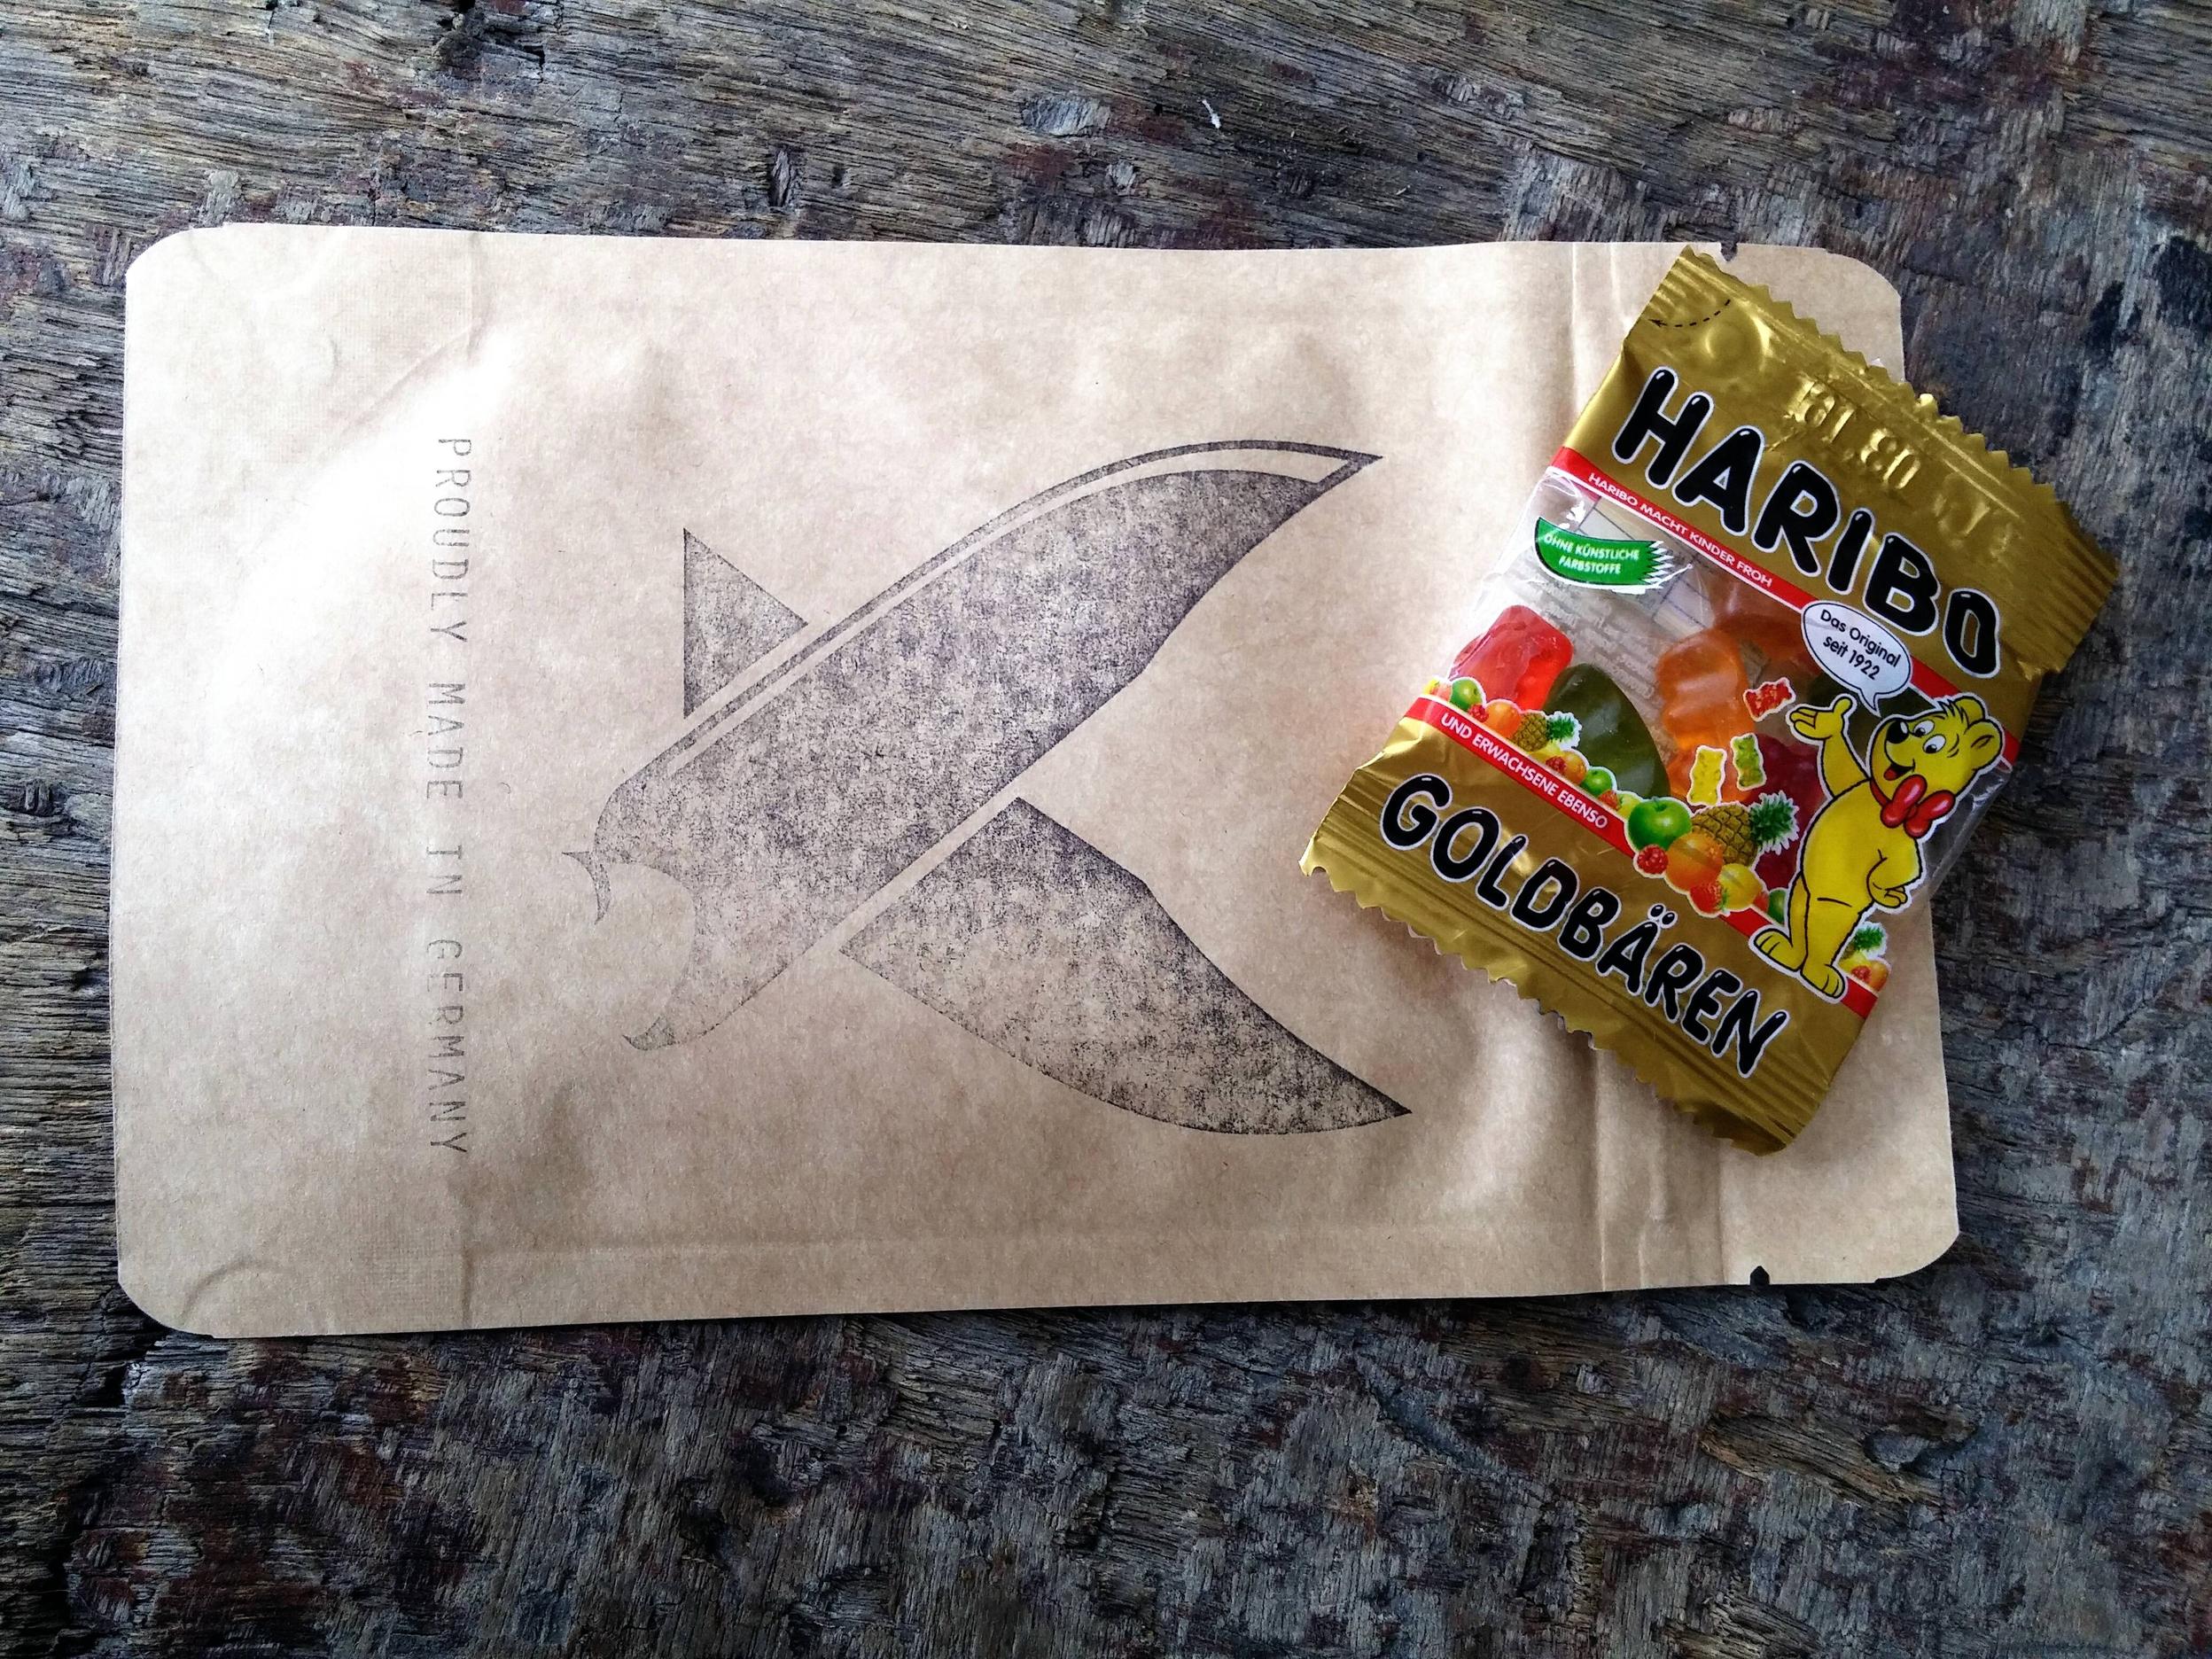 PROUDLY MADE IN GERMANY
HARIBO
HARIBO MACHT KINDER FROH
OHNE KÜNSTLICHE
FARBSTOFFE
Das Original
seit 1922
UND ERWACHSENE EBENSO
GOLDBÄREN